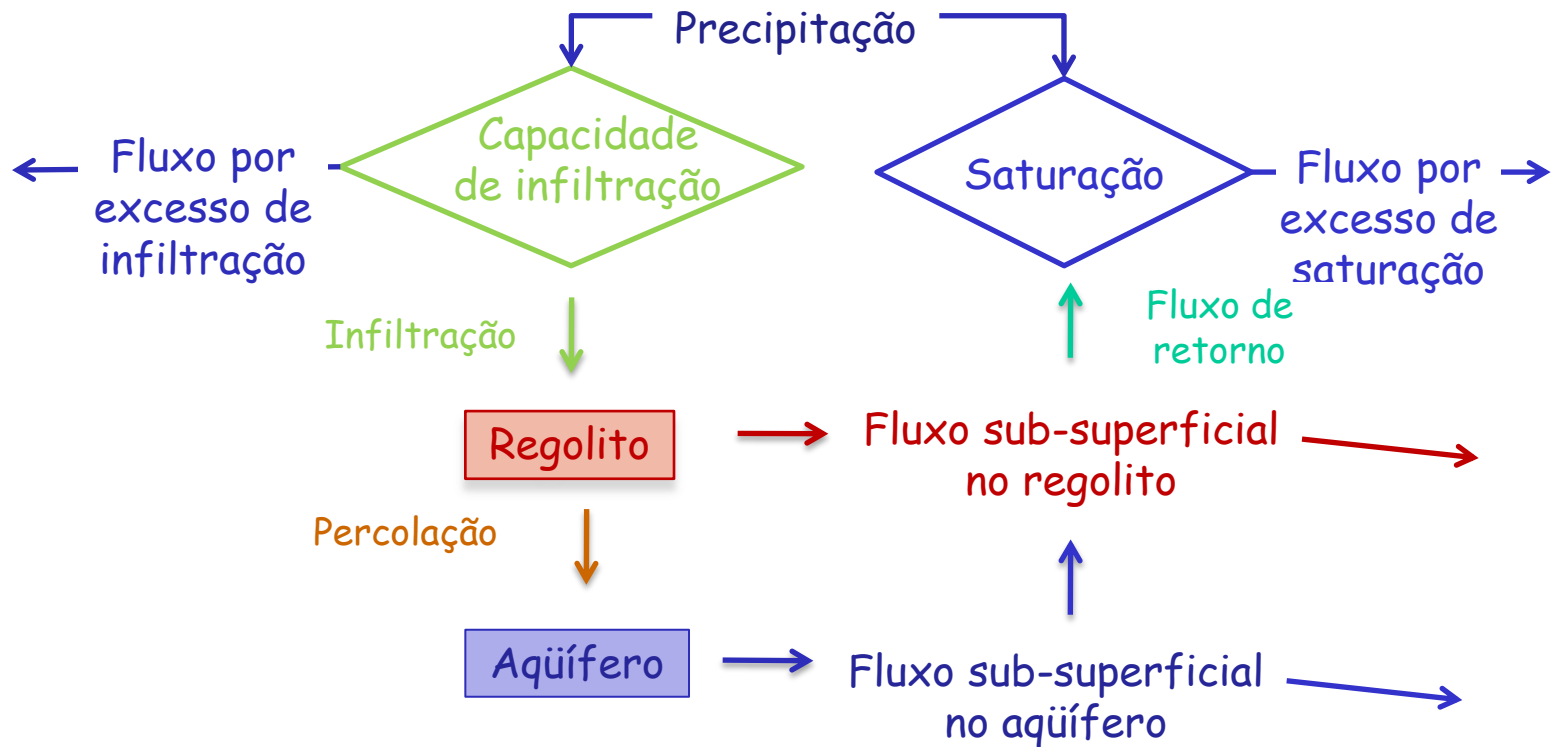 Precipitação
Capacidade
de infiltração
Saturação
Fluxo por
excesso de
infiltração
Fluxo por
excesso de
saturação
Infiltração
Fluxo de
retorno
Regolito
Fluxo sub-superficial
no regolito
Percolação
Aqüífero
Fluxo sub-superficial
no aqüífero